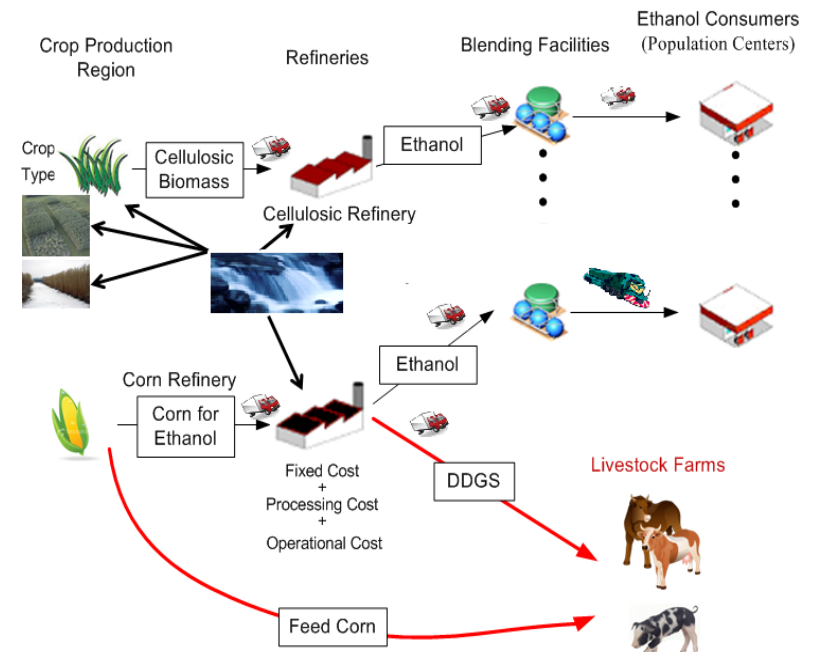 Crop Production
Region
Refineries
Blending Facilities
Ethanol Consumers
(Population Centers)
Crop
Type
Cellulosic
Biomass
Ethanol
Cellulosic Refinery
Corn Refinery
Corn for
Ethanol
Ethanol
Fixed Cost
+
Processing Cost
+
Operational Cost
DDGS
Livestock Farms
Feed Corn